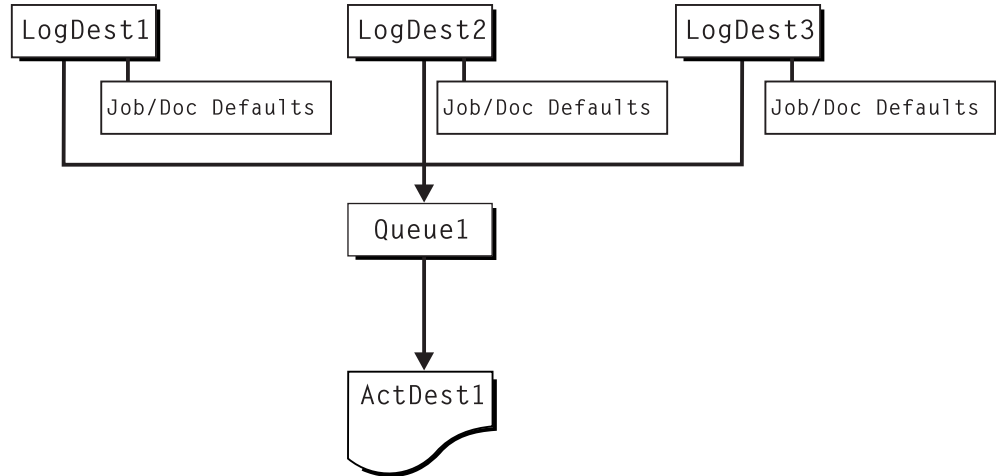 LogDest1
LogDest2
LogDest3
Job/Doc Defaults
Job/Doc Defaults
Job/Doc Defaults
Queue1
ActDest1